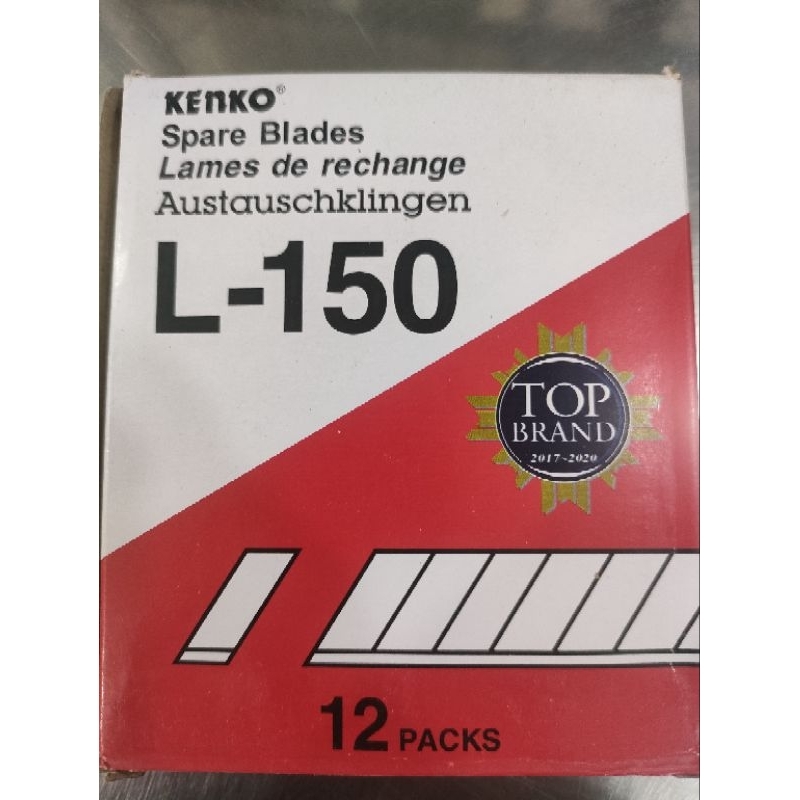 KENKO®
Spare Blades
Lames de rechange
Austauschklingen
L-150
TOP
BRAND
2017-2020
12 PACKS